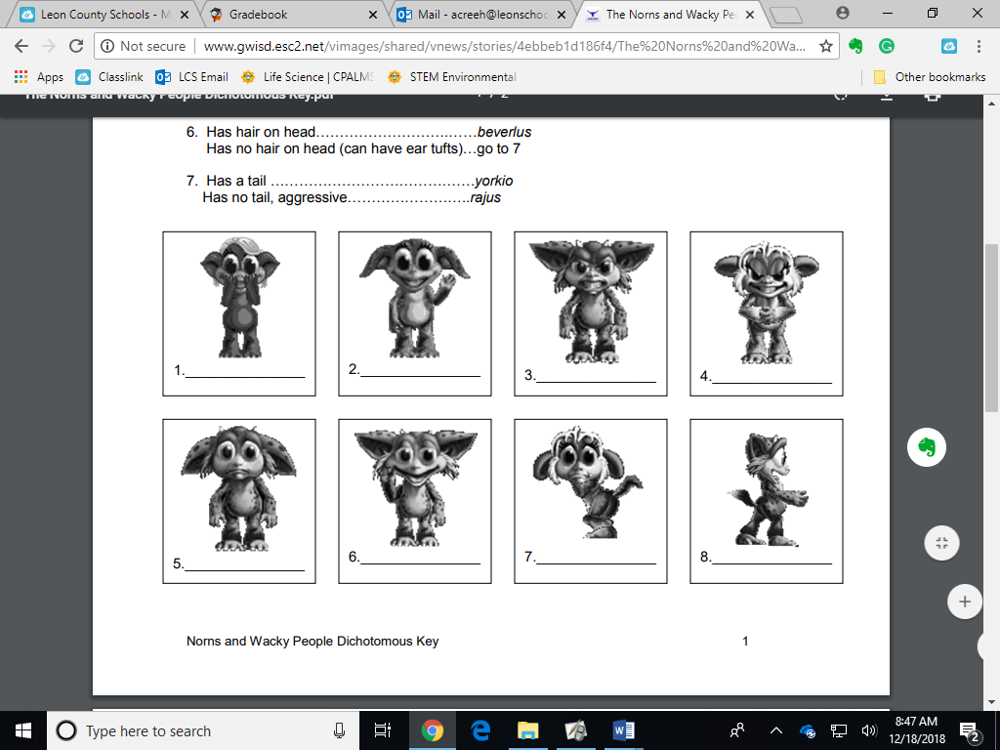 Leon County Schools - M
Gradebook
Mail - acreeh@leonschoo
The Norns and Wacky Pe
Not secure www.gwisd.esc2.net/vimages/shared/vnews/stories/4ebbeb1d186f4/The%20Norns%20and%20Wa...
Apps Classlink LCS Email Life Science | CPALMS STEM Environmental Other bookmarks
The Norns and Wacky People Dichotomous Key.pdf
6. Has hair on head……………………….……beverlus
Has no hair on head (can have ear tufts)…go to 7
7. Has a tail …………………………………….yorkio
Has no tail, aggressive……………………..rajus
1.________________ 2.________________ 3.________________ 4.________________
5.________________ 6.________________ 7.________________ 8.________________
Norns and Wacky People Dichotomous Key 1
Type here to search
8:47 AM
12/18/2018
2